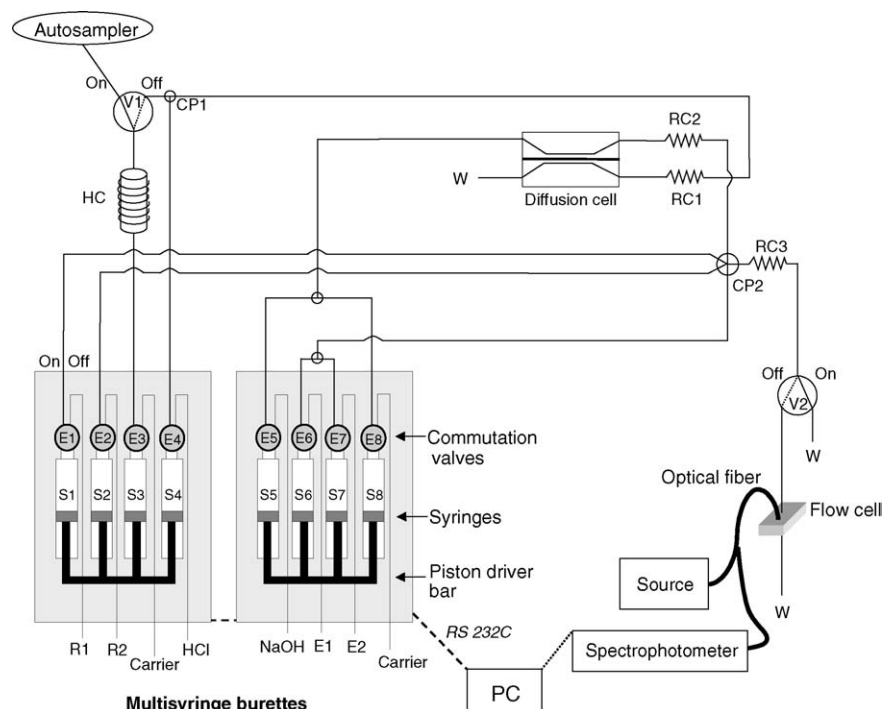 Autosampler
On Off
V1
CP1
HC
RC2
W
RC1
Diffusion cell
RC3
CP2
On Off
Off On
V2
W
E1 E2 E3 E4
E5 E6 E7 E8
Commutation
valves
Optical fiber
S1 S2 S3 S4
S5 S6 S7 S8
Syringes
Flow cell
Piston driver
bar
Source
W
R1 R2 Carrier HCl
NaOH E1 E2 Carrier
RS 232C
Spectrophotometer
PC
Multisyringe burettes